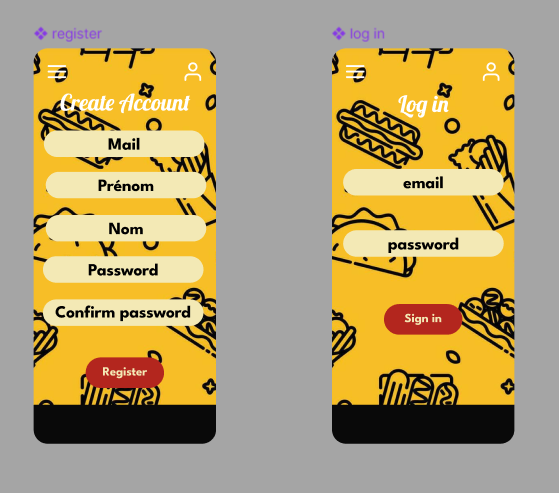 register
Create Account
Mail
Prénom
Nom
Password
Confirm password
Register
log in
Log in
email
password
Sign in